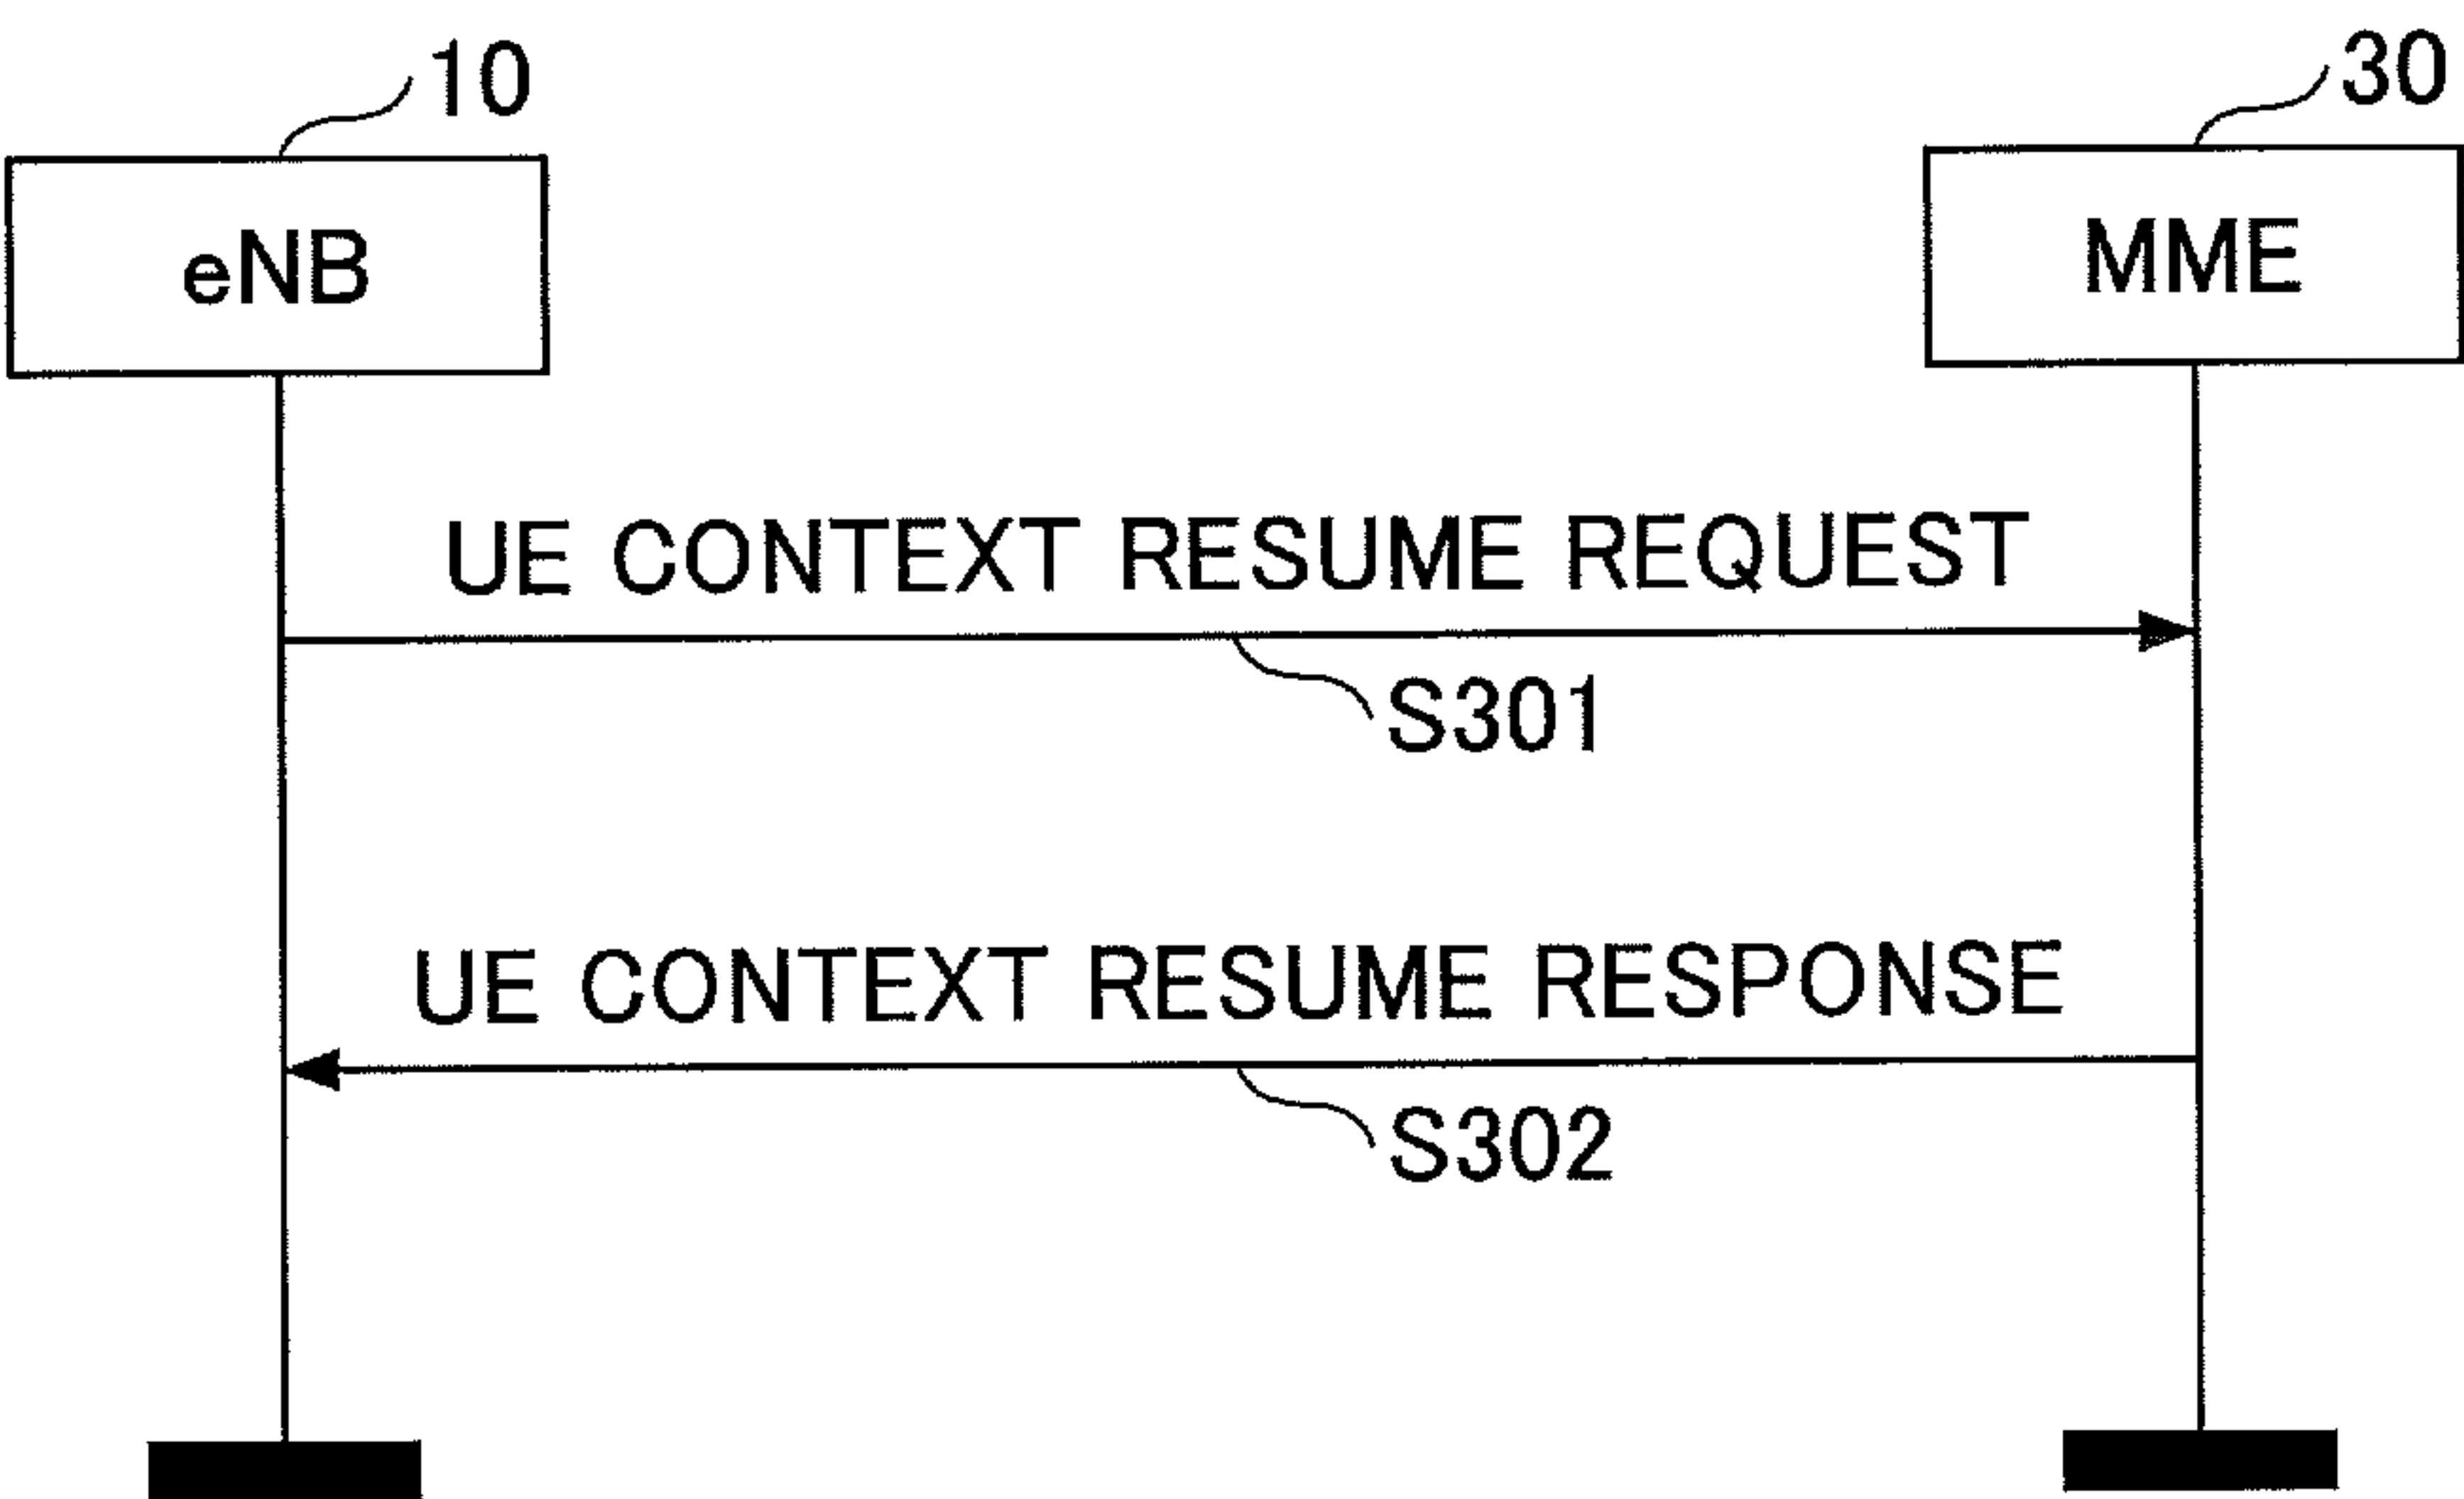 10
30
eNB
MME
UE CONTEXT RESUME REQUEST
S301
UE CONTEXT RESUME RESPONSE
S302